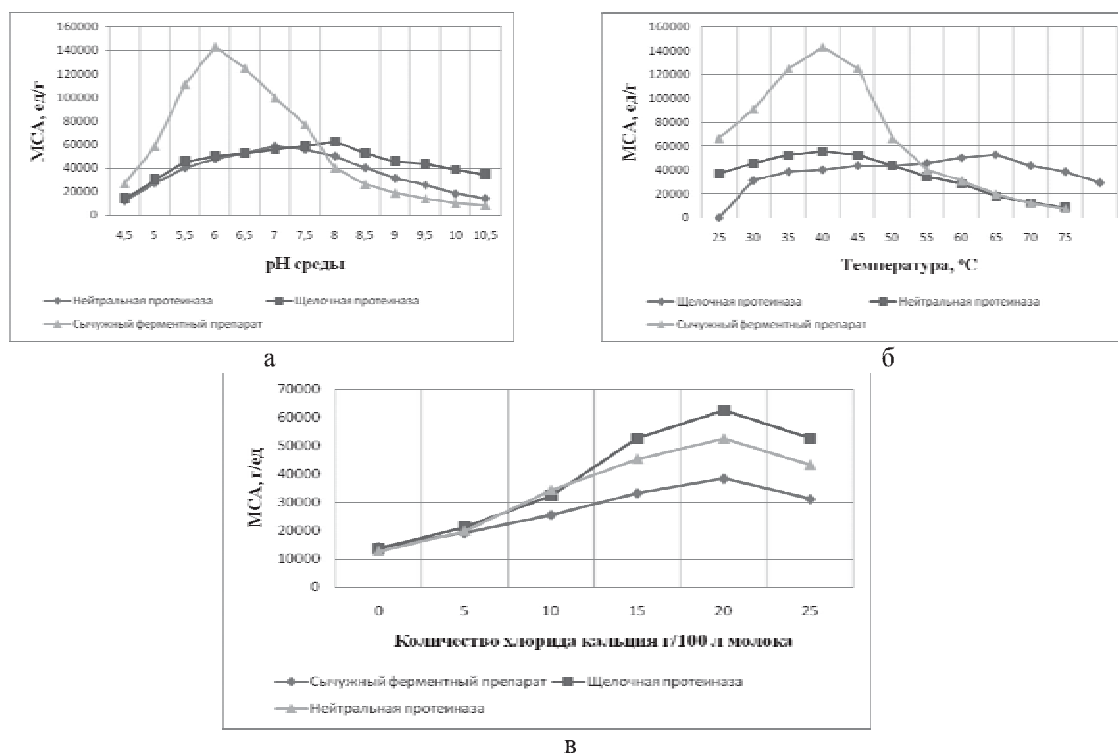 МСА, ед/г
160000
140000
120000
100000
80000
60000
40000
20000
0
4,5 5 5,5 6 6,5 7 7,5 8 8,5 9 9,5 10 10,5
рН среды
Нейтральная протеиназа Щелочная протеиназа
Сычужный ферментный препарат
а
МСА, ед/г
160000
140000
120000
100000
80000
60000
40000
20000
0
25 30 35 40 45 50 55 60 65 70 75
Температура, °С
Щелочная протеиназа Нейтральная протеиназа
Сычужный ферментный препарат
б
МСА, г/ед
70000
60000
50000
40000
30000
20000
10000
0
0 5 10 15 20 25
Количество хлорида кальция г/100 л молока
Сычужный ферментный препарат Щелочная протеиназа
Нейтральная протеиназа
в